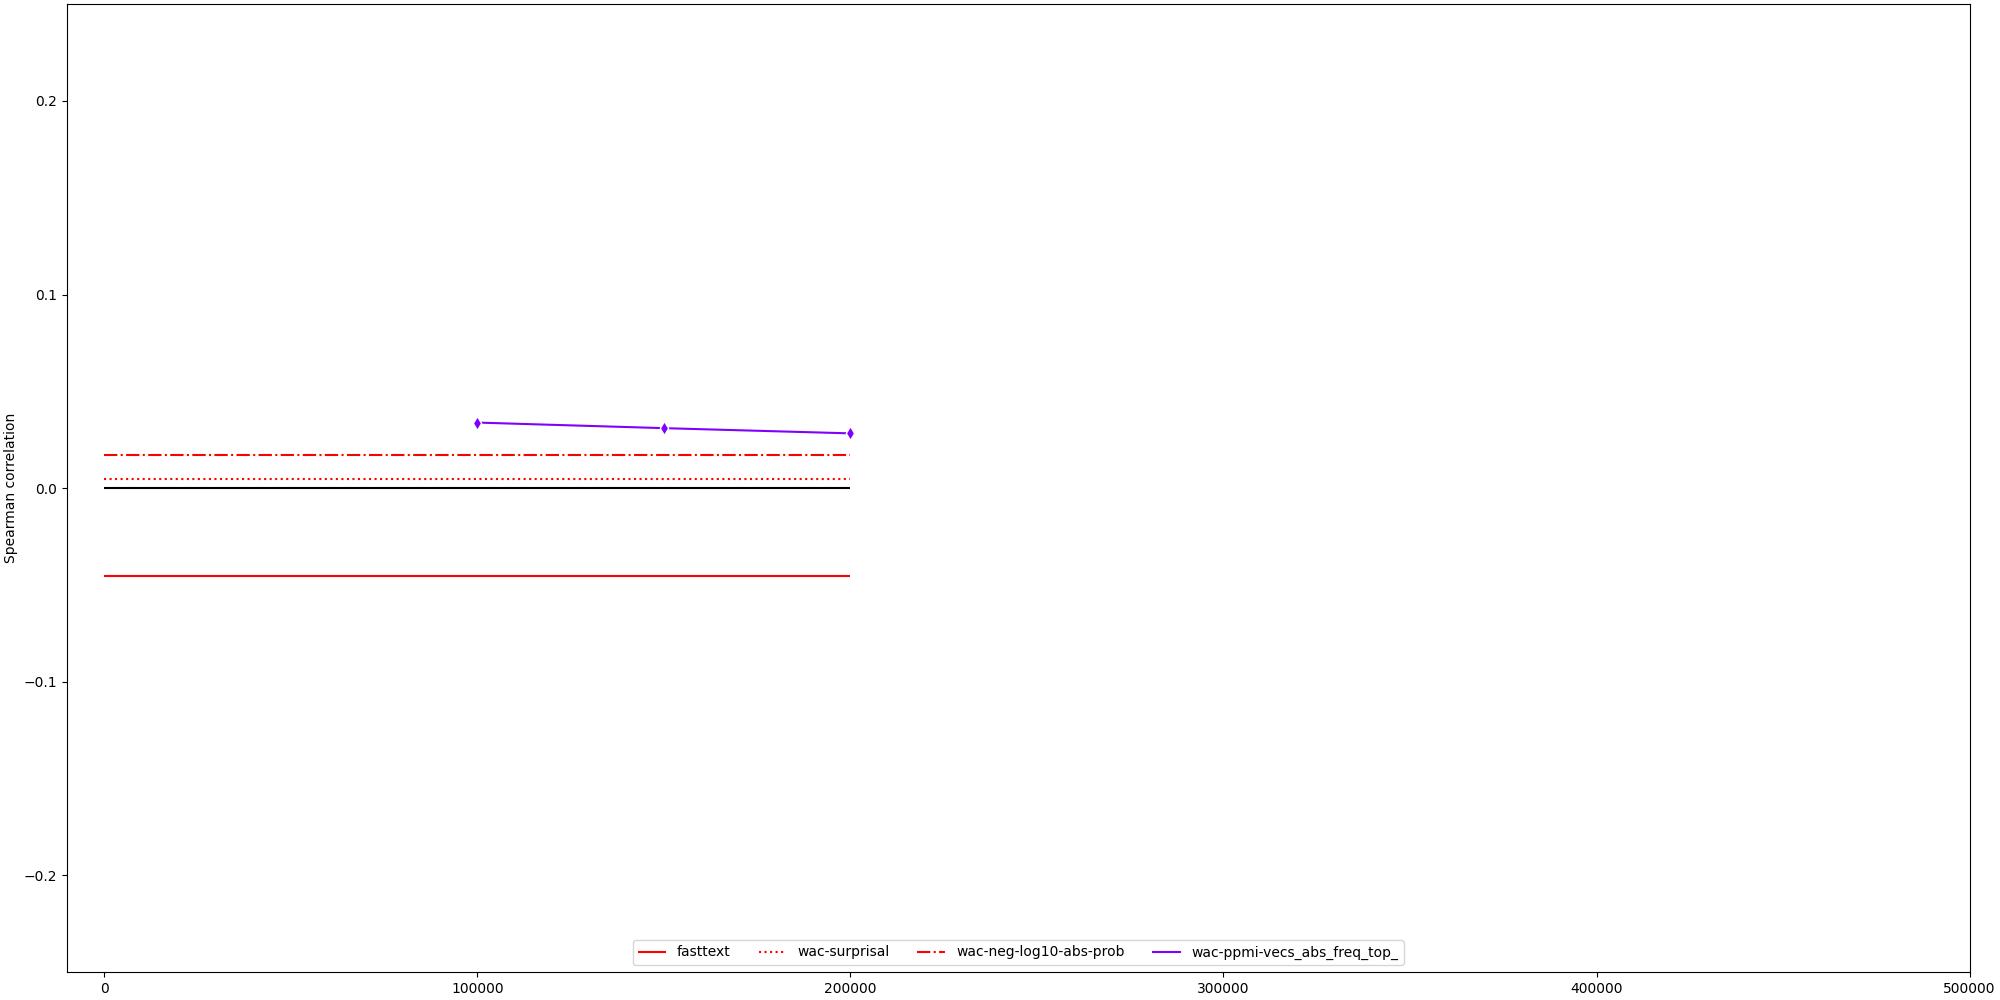 Spearman correlation
0.2
0.1
0.0
−0.1
−0.2
fasttext
wac-surprisal
wac-neg-log10-abs-prob
wac-ppmi-vecs_abs_freq_top_
0
100000
200000
300000
400000
500000